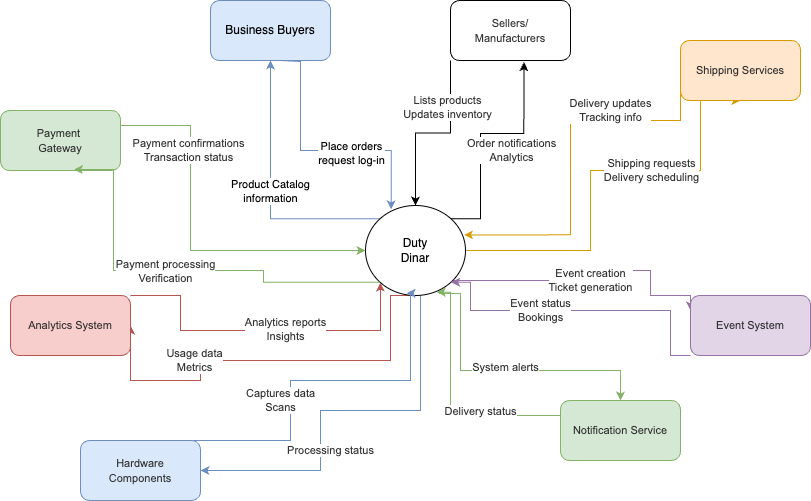 Business Buyers
Sellers/
Manufacturers
Shipping Services
Payment
Gateway
Lists products
Updates inventory
Delivery updates
Tracking info
Payment confirmations
Transaction status
Place orders
request log-in
Order notifications
Analytics
Shipping requests
Delivery scheduling
Product Catalog
information
Duty
Dinar
Payment processing
Verification
Event creation
Ticket generation
Event status
Bookings
Analytics System
Analytics reports
Insights
Event System
Usage data
Metrics
System alerts
Captures data
Scans
Delivery status
Notification Service
Processing status
Hardware
Components